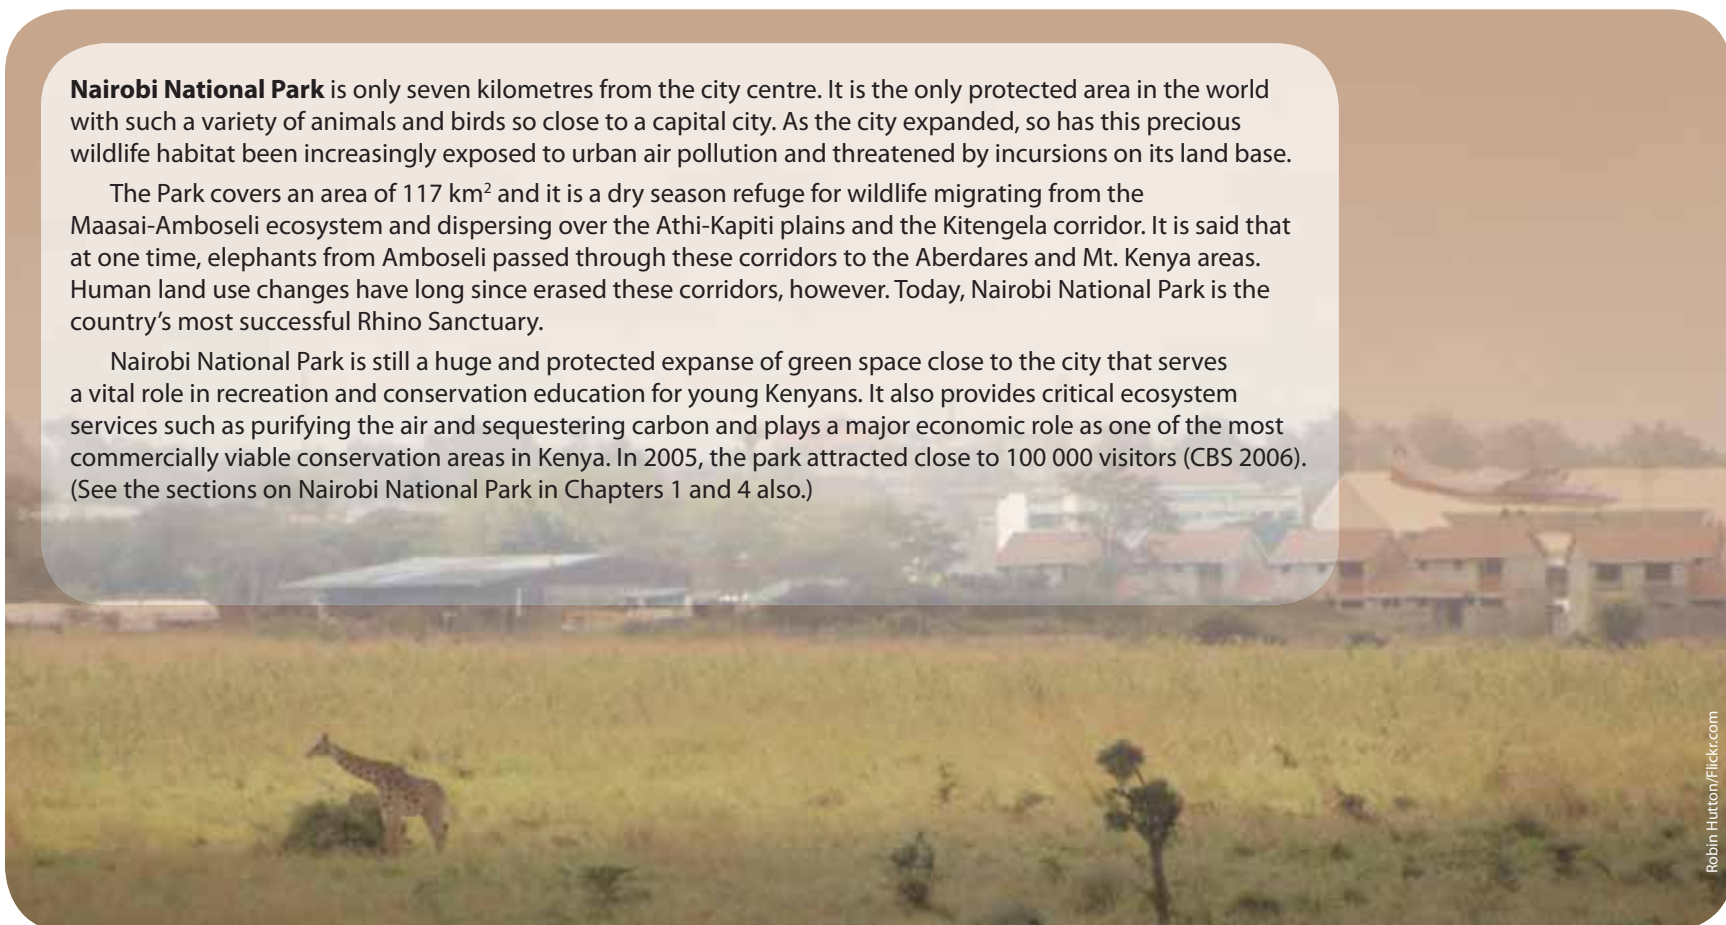 Nairobi National Park is only seven kilometres from the city centre. It is the only protected area in the world
with such a variety of animals and birds so close to a capital city. As the city expanded, so has this precious
wildlife habitat been increasingly exposed to urban air pollution and threatened by incursions on its land base.
The Park covers an area of 117 km² and it is a dry season refuge for wildlife migrating from the
Maasai-Amboseli ecosystem and dispersing over the Athi-Kapiti plains and the Kitengela corridor. It is said that
at one time, elephants from Amboseli passed through these corridors to the Aberdares and Mt. Kenya areas.
Human land use changes have long since erased these corridors, however. Today, Nairobi National Park is the
country’s most successful Rhino Sanctuary.
Nairobi National Park is still a huge and protected expanse of green space close to the city that serves
a vital role in recreation and conservation education for young Kenyans. It also provides critical ecosystem
services such as purifying the air and sequestering carbon and plays a major economic role as one of the most
commercially viable conservation areas in Kenya. In 2005, the park attracted close to 100 000 visitors (CBS 2006).
(See the sections on Nairobi National Park in Chapters 1 and 4 also.)
Robin Hutton/Flickr.com